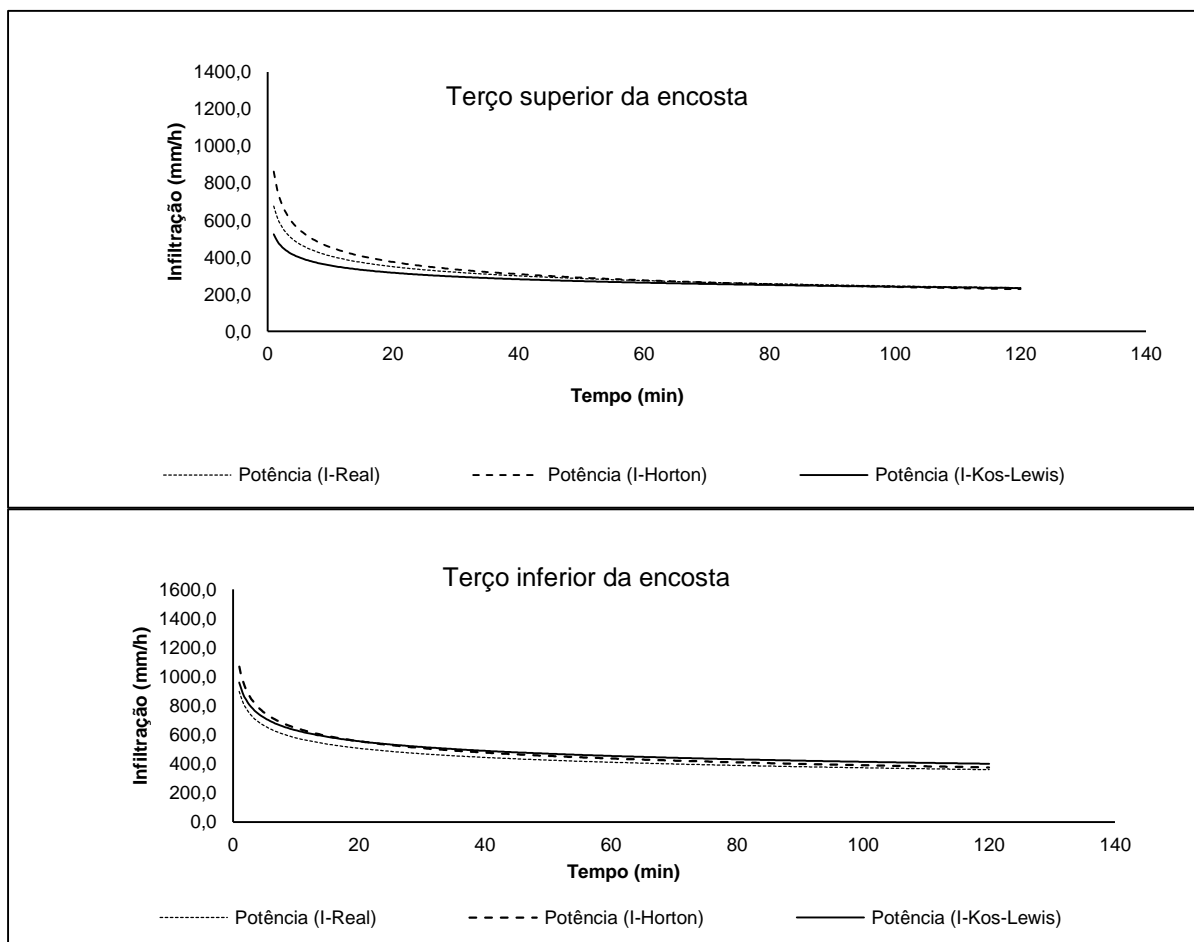 Terço superior da encosta
Infiltração (mm/h)
1400,0
1200,0
1000,0
800,0
600,0
400,0
200,0
0,0
0 20 40 60 80 100 120 140
Tempo (min)
Potência (I-Real) Potência (I-Horton) Potência (I-Kos-Lewis)
Terço inferior da encosta
Infiltração (mm/h)
1600,0
1400,0
1200,0
1000,0
800,0
600,0
400,0
200,0
0,0
0 20 40 60 80 100 120 140
Tempo (min)
Potência (I-Real) Potência (I-Horton) Potência (I-Kos-Lewis)